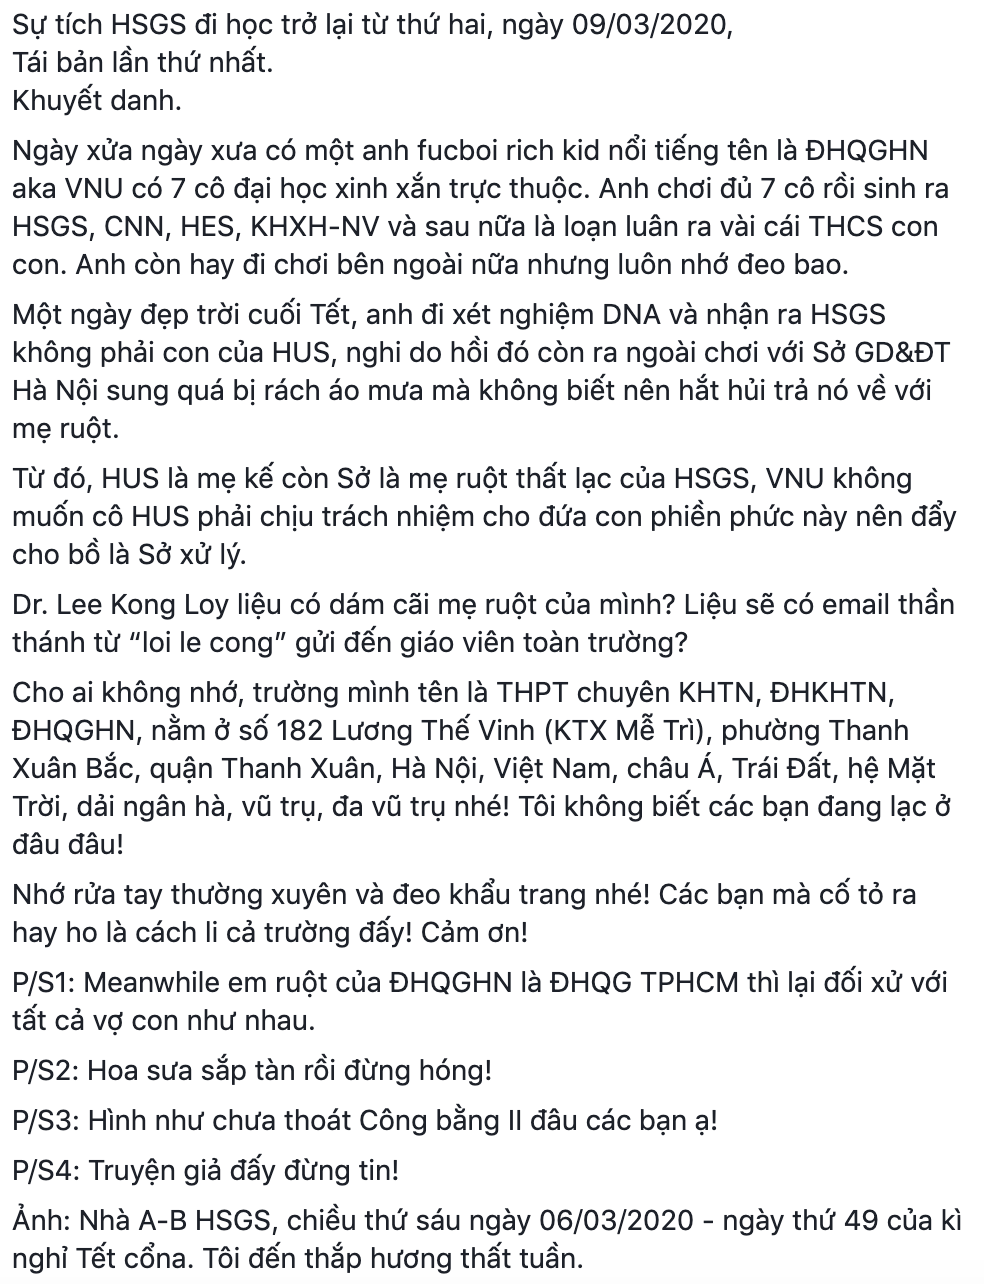 Sự tích HSGS đi học trở lại từ thứ hai, ngày 09/03/2020,
Tái bản lần thứ nhất.
Khuyết danh.
Ngày xửa ngày xưa có một anh fucboi rich kid nổi tiếng tên là ĐHQGHN
aka VNU có 7 cô đại học xinh xắn trực thuộc. Anh chơi đủ 7 cô rồi sinh ra
HSGS, CNN, HES, KHXH-NV và sau nữa là loạn luân ra vài cái THCS con
con. Anh còn hay đi chơi bên ngoài nữa nhưng luôn nhớ đeo bao.
Một ngày đẹp trời cuối Tết, anh đi xét nghiệm DNA và nhận ra HSGS
không phải con của HUS, nghi do hồi đó còn ra ngoài chơi với Sở GD&ĐT
Hà Nội sung quá bị rách áo mưa mà không biết nên hắt hủi trả nó về với
mẹ ruột.
Từ đó, HUS là mẹ kế còn Sở là mẹ ruột thất lạc của HSGS, VNU không
muốn cô HUS phải chịu trách nhiệm cho đứa con phiền phức này nên đẩy
cho bồ là Sở xử lý.
Dr. Lee Kong Loy liệu có dám cãi mẹ ruột của mình? Liệu sẽ có email thần
thánh từ “loi le cong” gửi đến giáo viên toàn trường?
Cho ai không nhớ, trường mình tên là THPT chuyên KHTN, ĐHKHTN,
ĐHQGHN, nằm ở số 182 Lương Thế Vinh (KTX Mễ Trì), phường Thanh
Xuân Bắc, quận Thanh Xuân, Hà Nội, Việt Nam, châu Á, Trái Đất, hệ Mặt
Trời, dải ngân hà, vũ trụ, đa vũ trụ nhé! Tôi không biết các bạn đang lạc ở
đâu đâu!
Nhớ rửa tay thường xuyên và đeo khẩu trang nhé! Các bạn mà cố tỏ ra
hay ho là cách li cả trường đấy! Cảm ơn!
P/S1: Meanwhile em ruột của ĐHQGHN là ĐHQG TPHCM thì lại đối xử với
tất cả vợ con như nhau.
P/S2: Hoa sưa sắp tàn rồi đừng hóng!
P/S3: Hình như chưa thoát Công bằng II đâu các bạn ạ!
P/S4: Truyện giả đấy đừng tin!
Ảnh: Nhà A-B HSGS, chiều thứ sáu ngày 06/03/2020 - ngày thứ 49 của kì
nghỉ Tết cổna. Tôi đến thắp hương thất tuần.